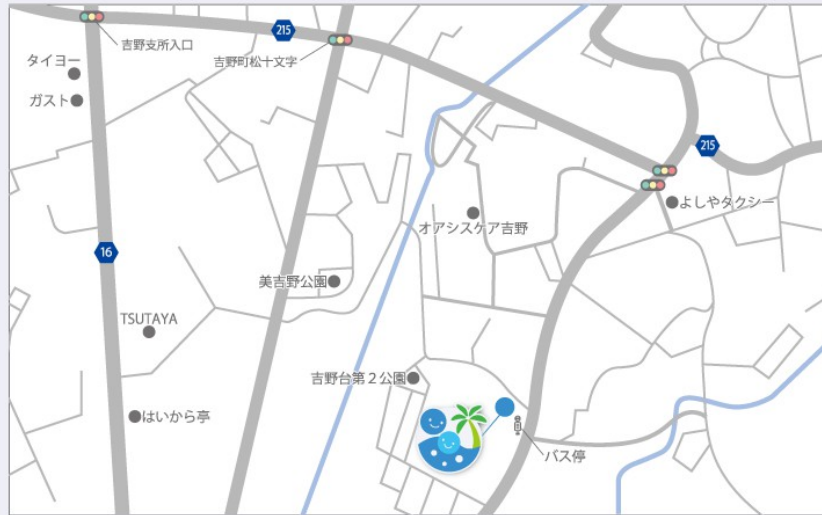 215
吉野支所入口
吉野町松十文字
タイヨー
ガスト
215
よしやタクシー
オアシスケア吉野
16
美吉野公園
TSUTAYA
吉野台第2公園
はいから亭
バス停